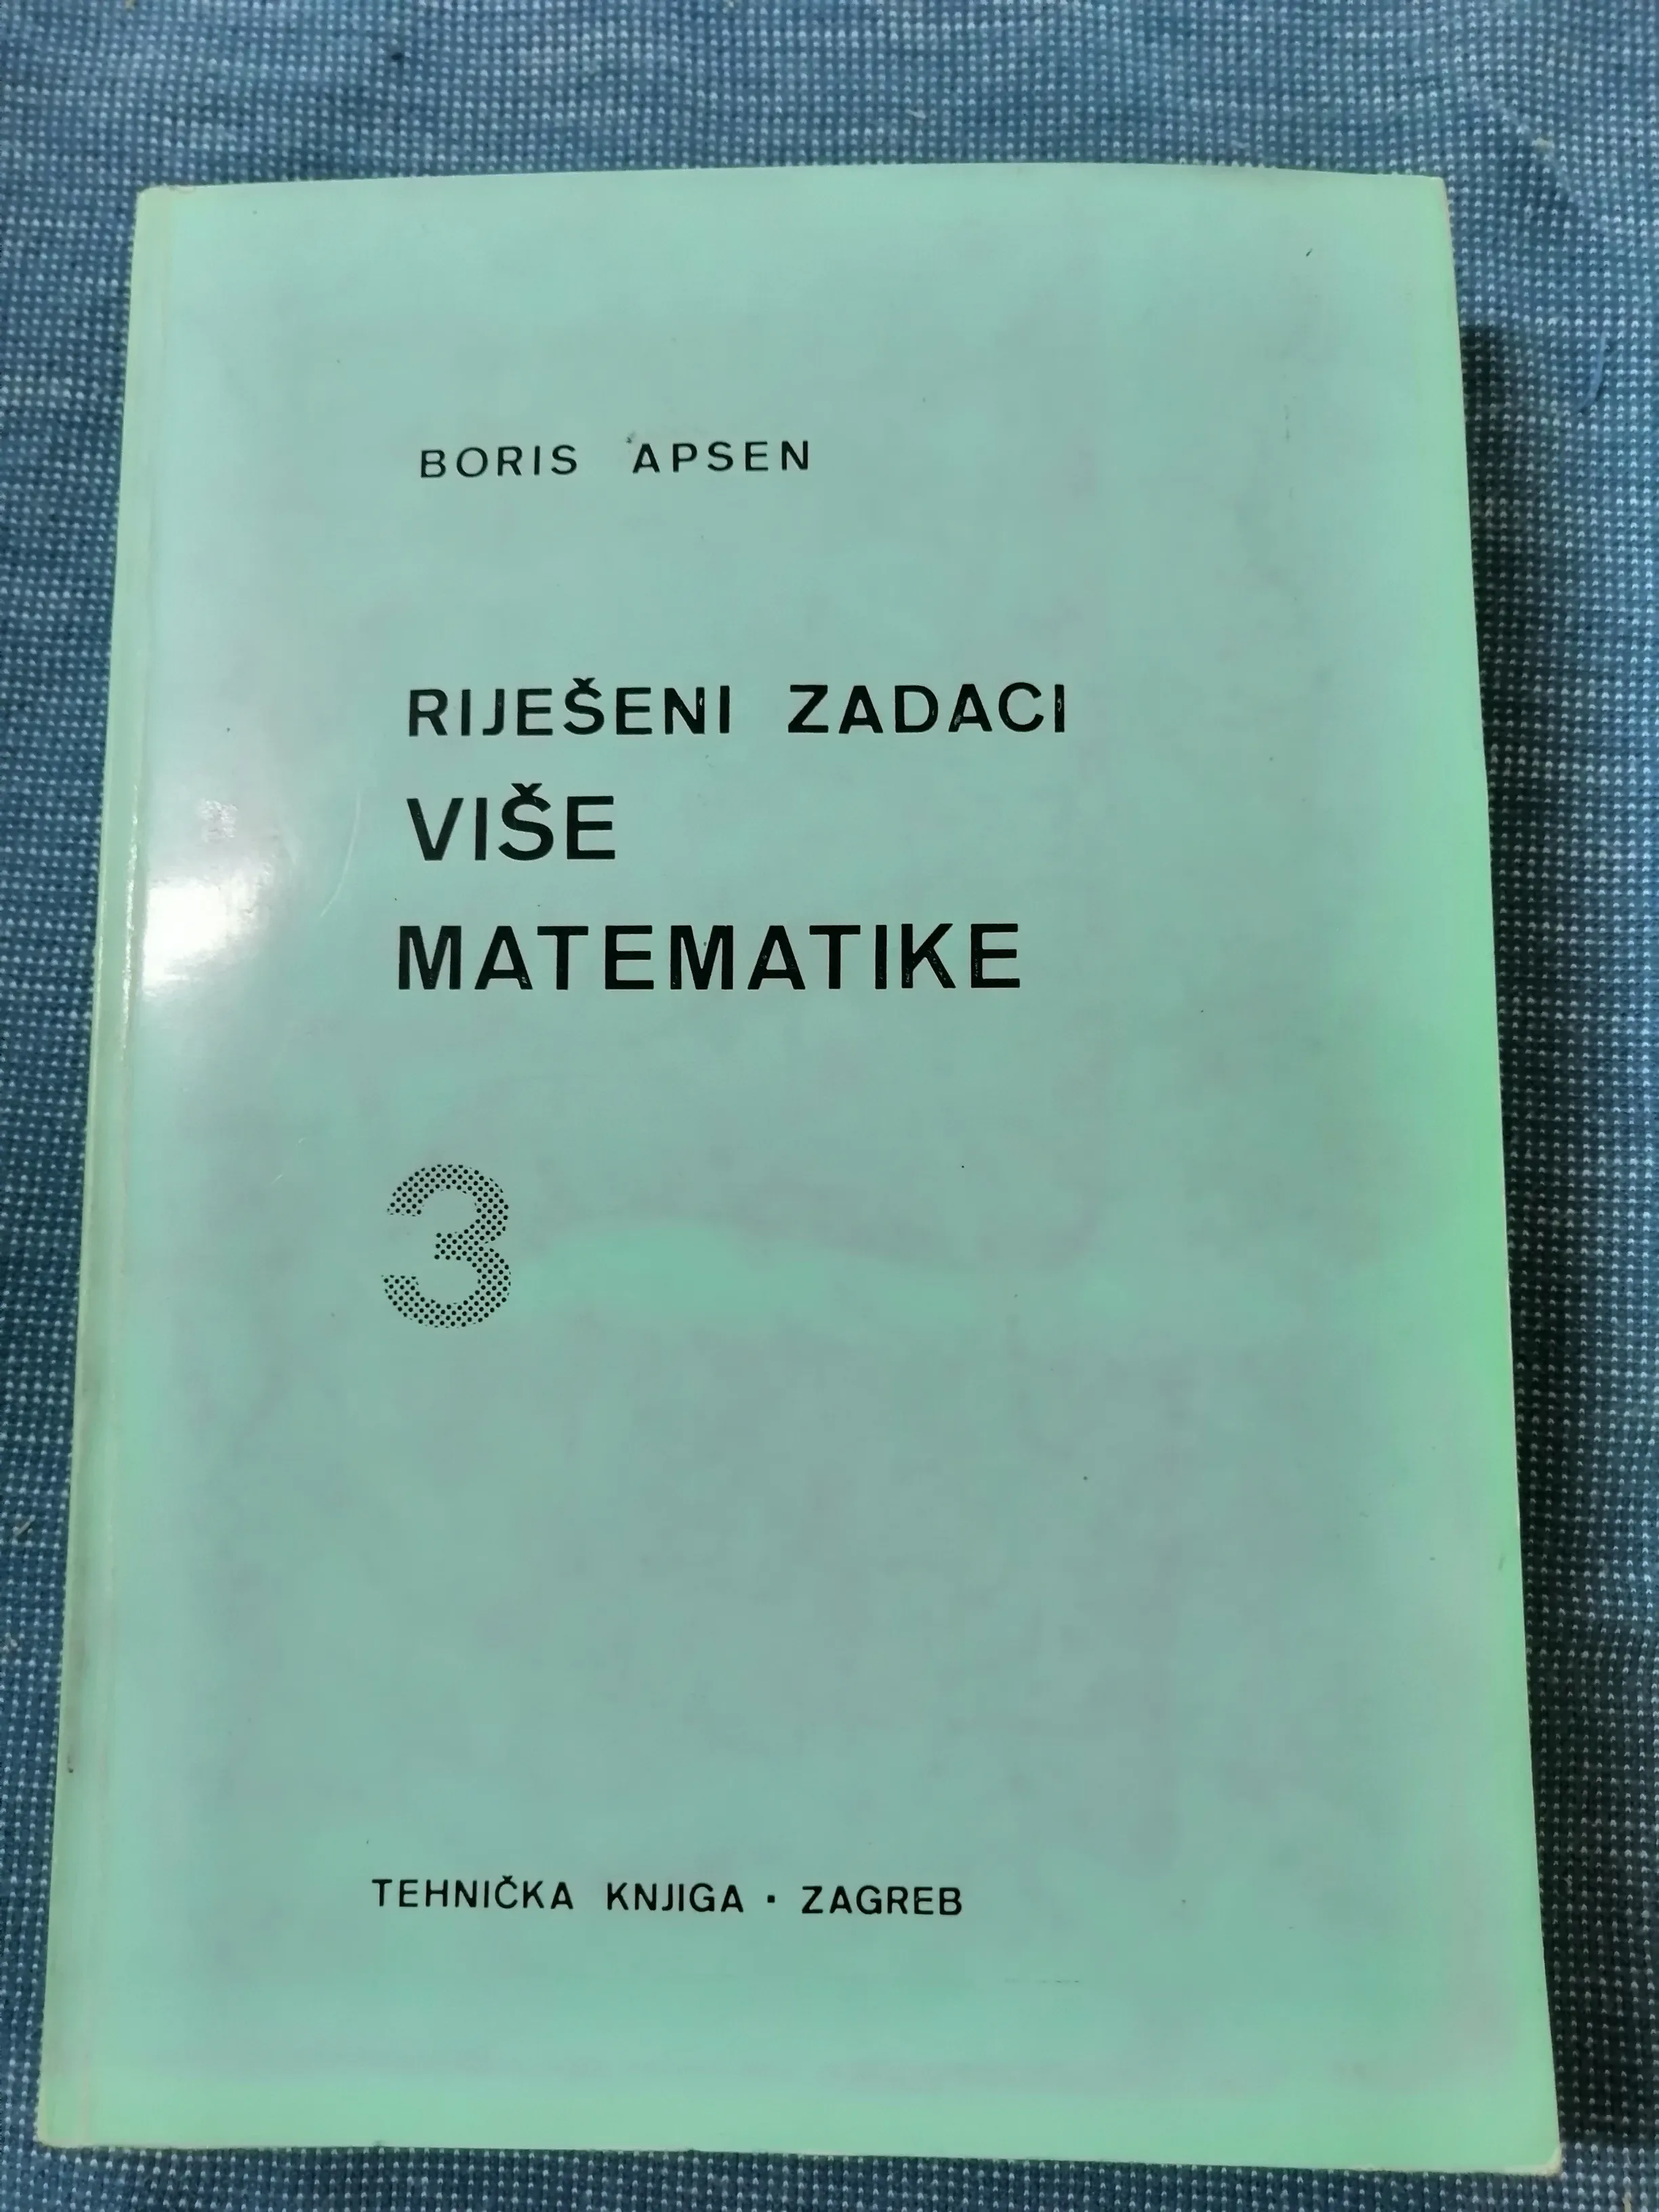 BORIS APSEN
RIJEŠENI ZADACI
VIŠE
MATEMATIKE
3
TEHNIČKA KNJIGA · ZAGREB